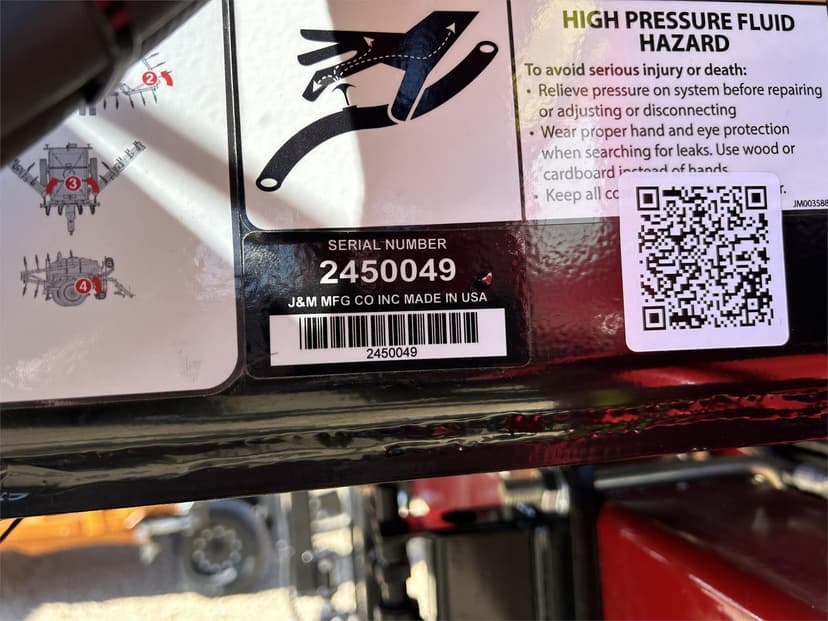 2
3
4
HIGH PRESSURE FLUID
HAZARD
To avoid serious injury or death:
• Relieve pressure on system before repairing
or adjusting or disconnecting
• Wear proper hand and eye protection
when searching for leaks. Use wood or
cardboard instead of hands.
• Keep all
JM003588
SERIAL NUMBER
2450049
J&M MFG CO INC MADE IN USA
2450049